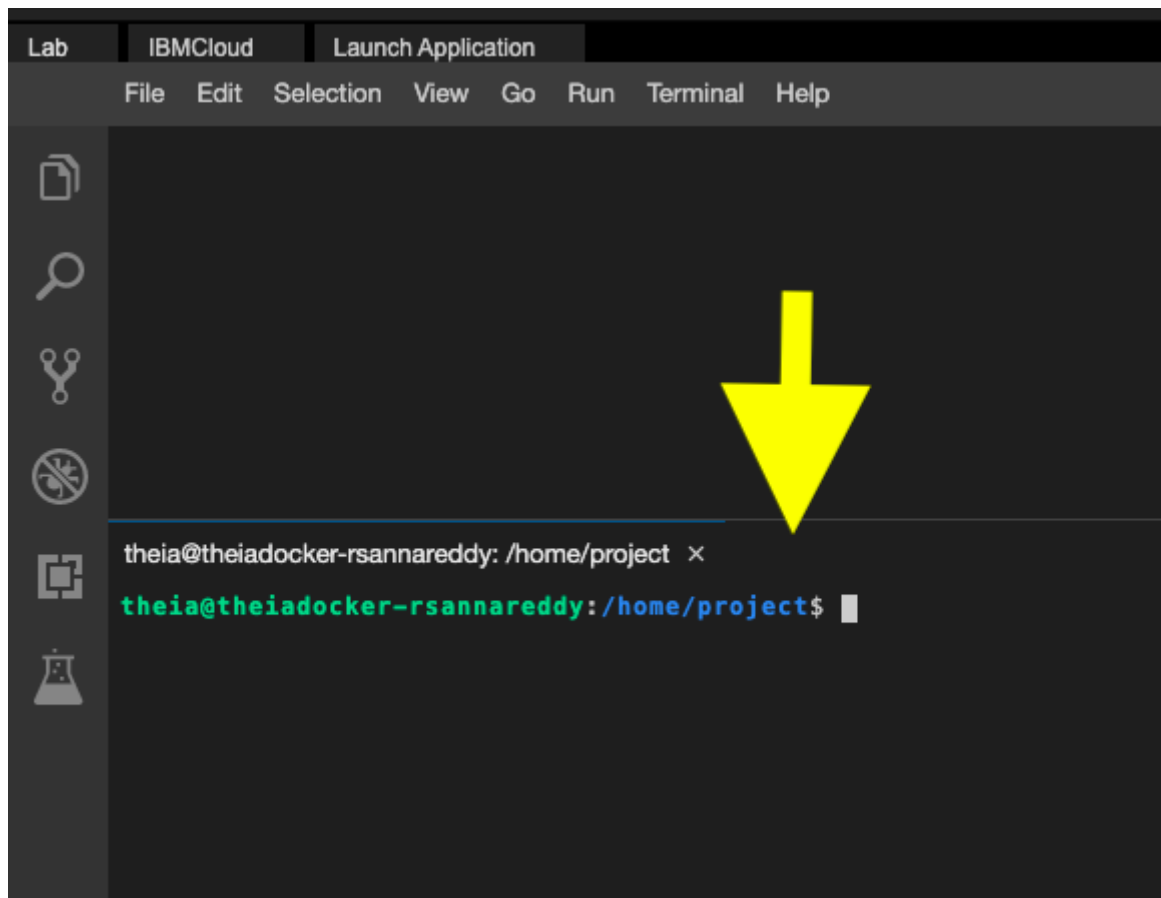 Lab IBMCloud Launch Application
File Edit Selection View Go Run Terminal Help
theia@theiadocker-rsannareddy: /home/project ×
theia@theiadocker-rsannareddy:/home/project$